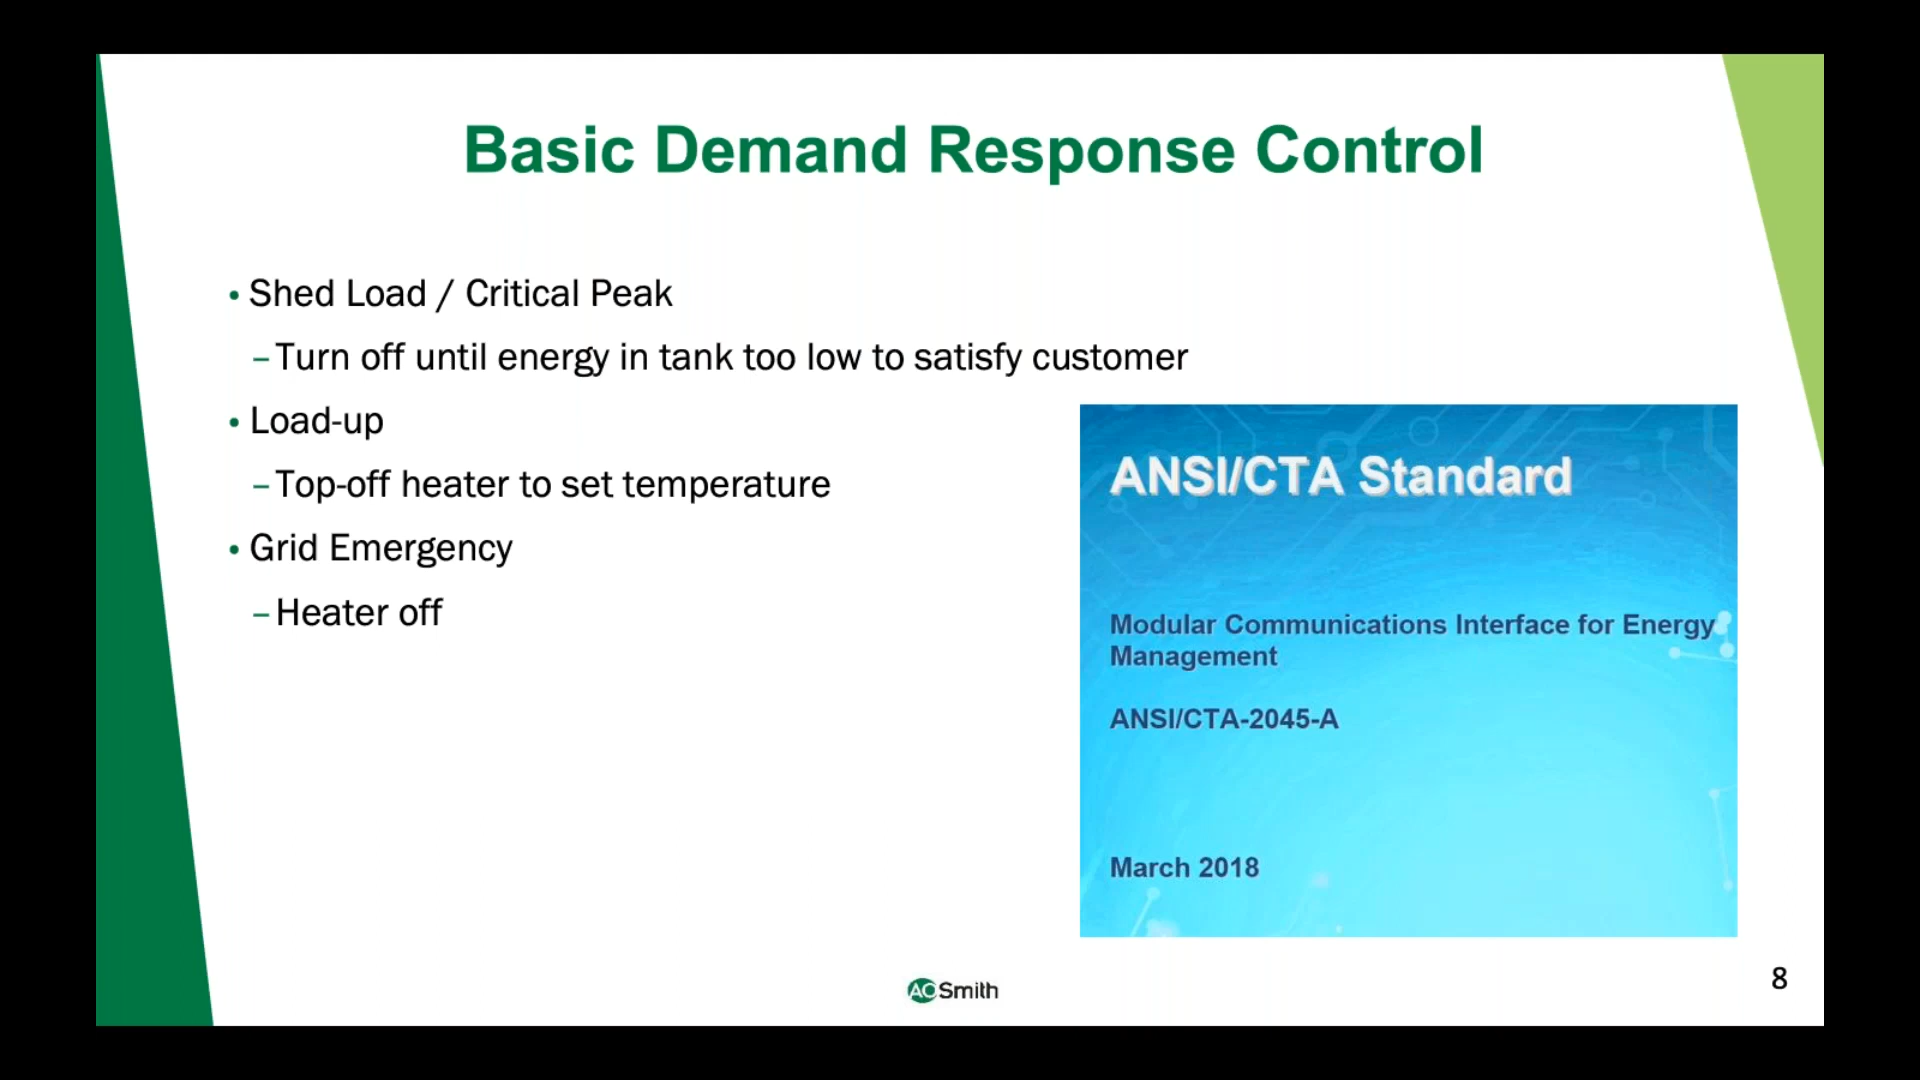 Basic Demand Response Control
• Shed Load / Critical Peak
– Turn off until energy in tank too low to satisfy customer
• Load-up
– Top-off heater to set temperature
• Grid Emergency
– Heater off
ANSI/CTA Standard
Modular Communications Interface for Energy
Management
ANSI/CTA-2045-A
March 2018
AO Smith
8